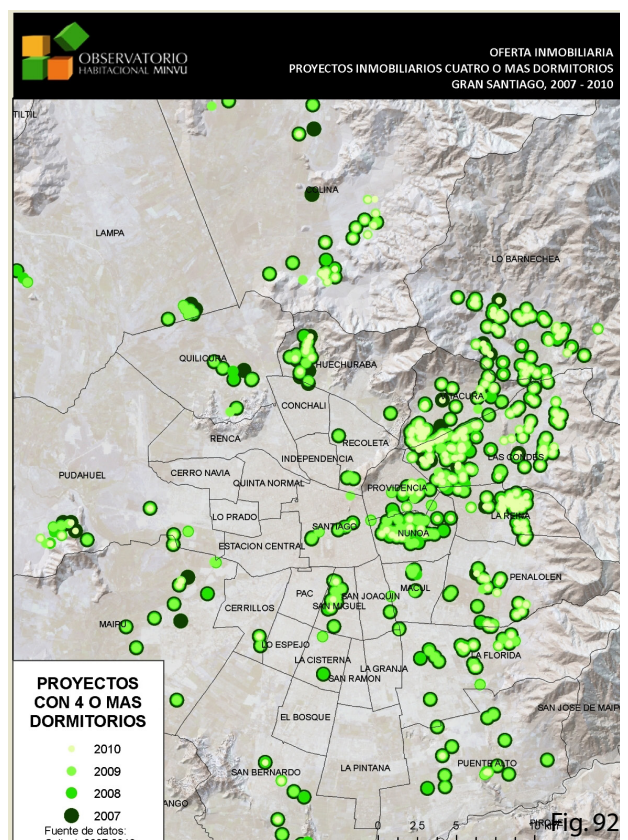 OBSERVATORIO
HABITACIONAL MINVU
OFERTA INMOBILIARIA
PROYECTOS INMOBILIARIOS CUATRO O MAS DORMITORIOS
GRAN SANTIAGO, 2007 - 2010
TILTIL
COLINA
LAMPA
LO BARNECHEA
QUILICURA
HUECHURABA
VITACURA
CONCHALI
RENCA
RECOLETA
INDEPENDENCIA
LAS CONDES
PUDAHUEL
CERRO NAVIA
QUINTA NORMAL
PROVIDENCIA
LO PRADO
SANTIAGO
LA REINA
ÑUÑOA
ESTACION CENTRAL
PEÑALOLEN
PAC
SAN JOAQUIN
MACUL
CERRILLOS
SAN MIGUEL
MAIPU
LO ESPEJO
LA CISTERNA
LA GRANJA
LA FLORIDA
SAN RAMON
EL BOSQUE
SAN JOSE DE MAIP
SAN BERNARDO
LA PINTANA
PUENTE ALTO
ANGO
PROYECTOS
CON 4 O MAS
DORMITORIOS
2010
2009
2008
2007
Fuente de datos:
0 2,5 5
Fig. 92